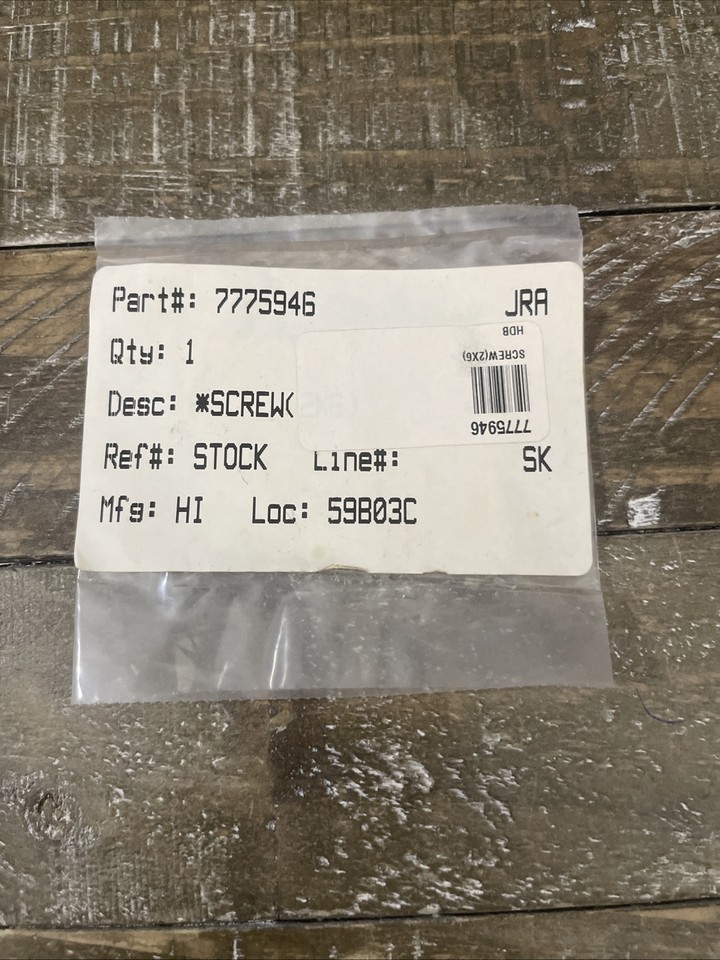 Part#: 7775946 JRA
Qty: 1
Desc: *SCREW(
Ref#: STOCK Line#: SK
Mfg: HI Loc: 59B03C
7775946
SCREW(2X6)
HDB